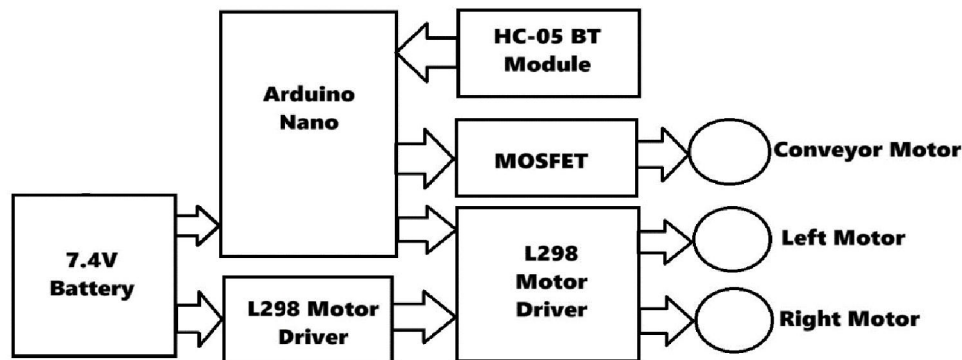 HC-05 BT
Module
Arduino
Nano
MOSFET
Conveyor Motor
7.4V
Battery
L298
Motor
Driver
Left Motor
L298 Motor
Driver
Right Motor